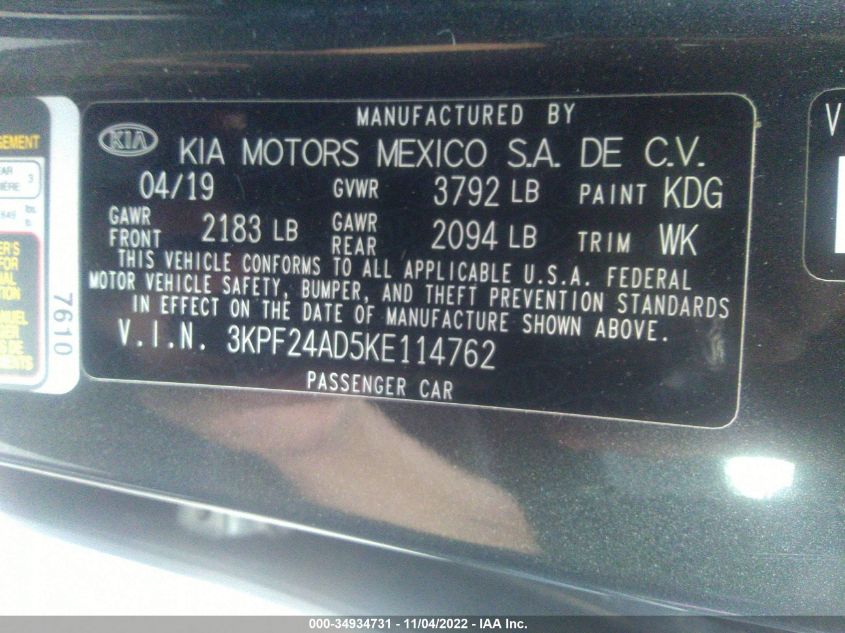 MANUFACTURED BY
KIA KIA MOTORS MEXICO S.A. DE C.V.
04/19 GVWR 3792 LB PAINT KDG
GAWR FRONT 2183 LB GAWR REAR 2094 LB TRIM WK
THIS VEHICLE CONFORMS TO ALL APPLICABLE U.S.A. FEDERAL
MOTOR VEHICLE SAFETY, BUMPER, AND THEFT PREVENTION STANDARDS
IN EFFECT ON THE DATE OF MANUFACTURE SHOWN ABOVE.
V.I.N. 3KPF24AD5KE114762
PASSENGER CAR
3
7610
V
000-34934731 - 11/04/2022 - IAA Inc.